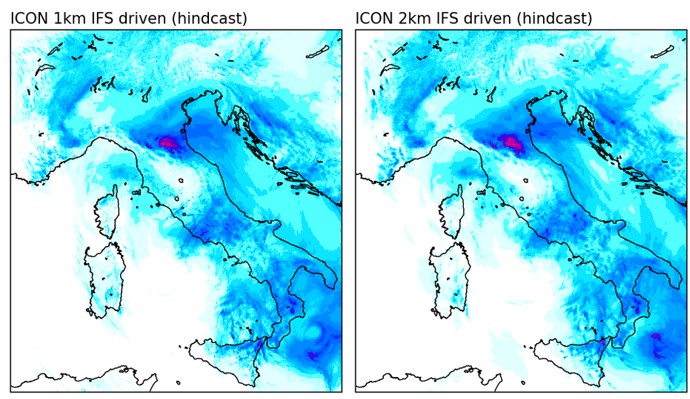 ICON 1km IFS driven (hindcast)
ICON 2km IFS driven (hindcast)